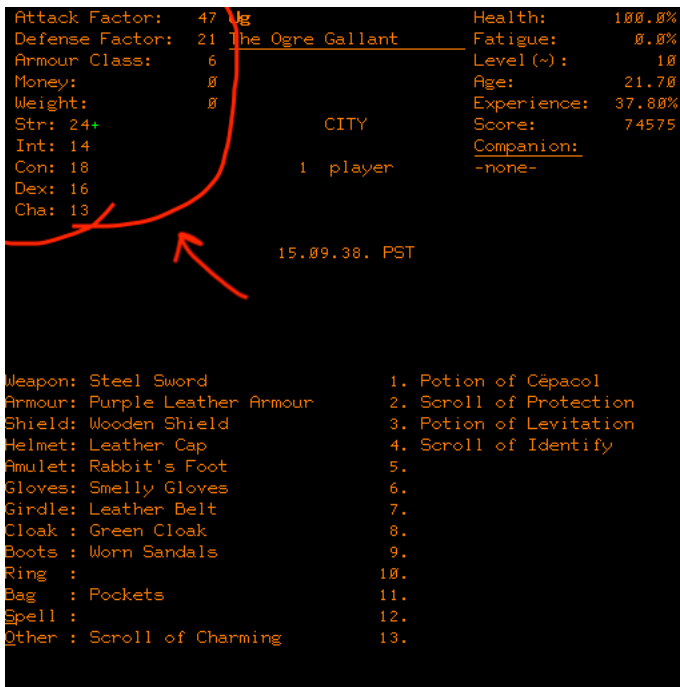 Attack Factor: 47 Ug Health: 100.0%
Defense Factor: 21 The Ogre Gallant Fatigue: 0.0%
Armour Class: 6 Level(~): 10
Money: 0 Age: 21.70
Weight: 0 Experience: 37.80%
Str: 24+ CITY Score: 74575
Int: 14 Companion:
Con: 18 1 player -none-
Dex: 16
Cha: 13
15.09.38. PST
Weapon: Steel Sword 1. Potion of Cëpacol
Armour: Purple Leather Armour 2. Scroll of Protection
Shield: Wooden Shield 3. Potion of Levitation
Helmet: Leather Cap 4. Scroll of Identify
Amulet: Rabbit's Foot 5.
Gloves: Smelly Gloves 6.
Girdle: Leather Belt 7.
Cloak : Green Cloak 8.
Boots : Worn Sandals 9.
Ring : 10.
Bag : Pockets 11.
Spell : 12.
Other : Scroll of Charming 13.